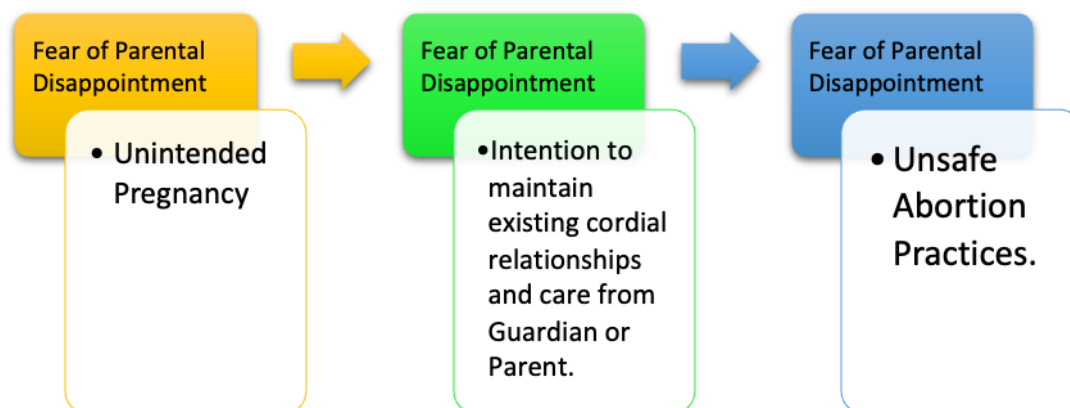 Fear of Parental
Disappointment
• Unintended
Pregnancy
Fear of Parental
Disappointment
•Intention to
maintain
existing cordial
relationships
and care from
Guardian or
Parent.
Fear of Parental
Disappointment
• Unsafe
Abortion
Practices.